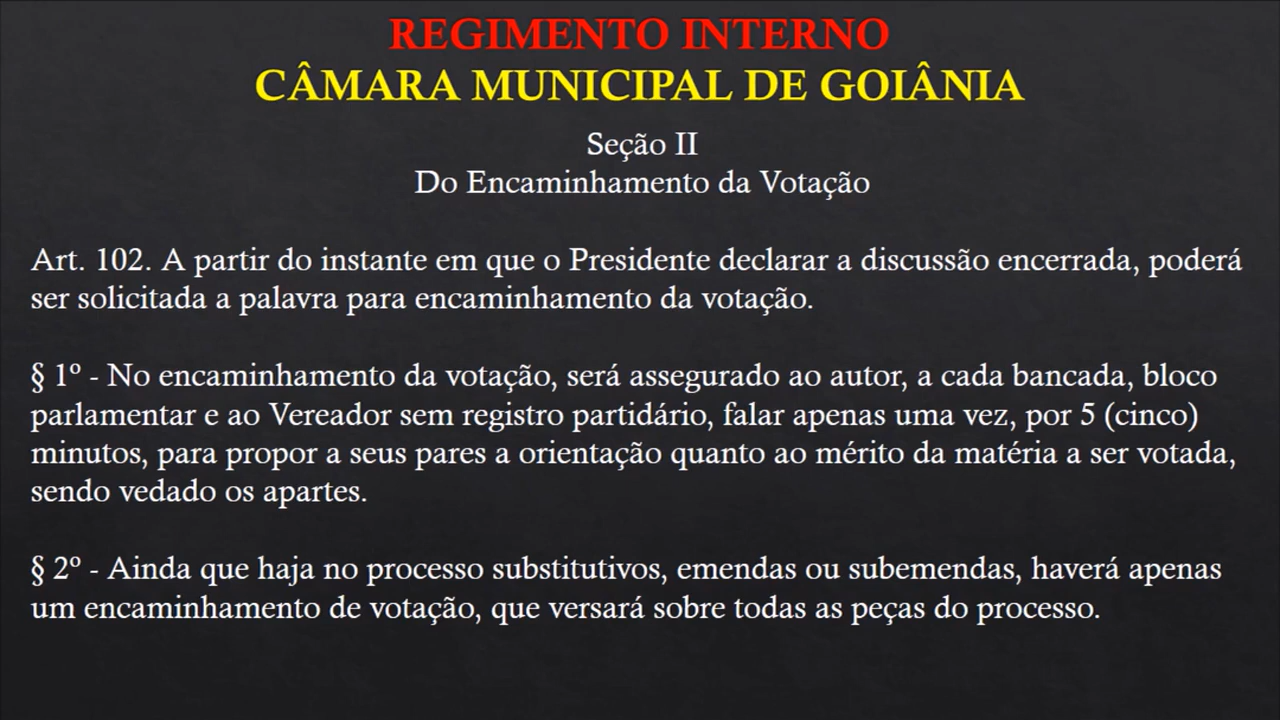 REGIMENTO INTERNO
CÂMARA MUNICIPAL DE GOIÂNIA
Seção II
Do Encaminhamento da Votação
Art. 102. A partir do instante em que o Presidente declarar a discussão encerrada, poderá
ser solicitada a palavra para encaminhamento da votação.
§ 1º - No encaminhamento da votação, será assegurado ao autor, a cada bancada, bloco
parlamentar e ao Vereador sem registro partidário, falar apenas uma vez, por 5 (cinco)
minutos, para propor a seus pares a orientação quanto ao mérito da matéria a ser votada,
sendo vedado os apartes.
§ 2º - Ainda que haja no processo substitutivos, emendas ou subemendas, haverá apenas
um encaminhamento de votação, que versará sobre todas as peças do processo.